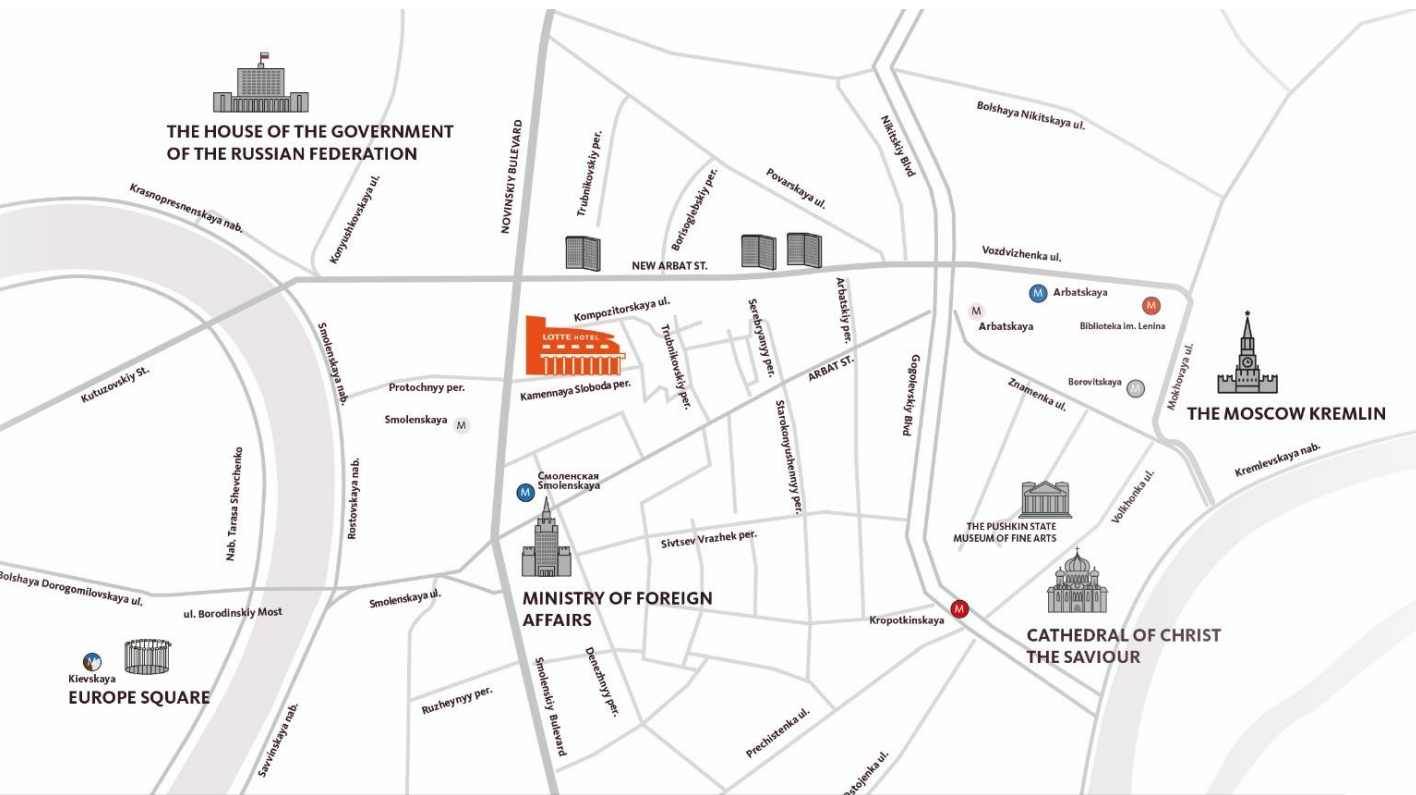 THE HOUSE OF THE GOVERNMENT
OF THE RUSSIAN FEDERATION
Krasnopresnenskaya nab.
Konyushkovskaya ul.
NOVINSKIY BULEVARD
Trubnikovskiy per.
Borisoglebskiy per.
Povarskaya ul.
Nikitskiy Blvd
Bolshaya Nikitskaya ul.
NEW ARBAT ST.
Vozdvizhenka ul.
M Arbatskaya
M
Arbatskaya
M
Biblioteka im. Lenina
Borovitskaya M
Mokhovaya ul.
THE MOSCOW KREMLIN
Kremlevskaya nab.
Kutuzovskiy St.
Smolenskaya nab.
Protochnyy per.
Smolenskaya M
LOTTE HOTEL
Kompozitorskaya ul.
Kamennaya Sloboda per.
Trubnikovskiy per.
Serebryanyy per.
Arbatskiy per.
ARBAT ST.
Starokonyushennyy per.
Gogolevskiy Blvd
Znamenka ul.
Volkhonka ul.
THE PUSHKIN STATE
MUSEUM OF FINE ARTS
Nab. Tarasa Shevchenko
Rostovskaya nab.
Смоленская
M Smolenskaya
Sivtsev Vrazhek per.
MINISTRY OF FOREIGN
AFFAIRS
Bolshaya Dorogomilovskaya ul.
ul. Borodinskiy Most
Smolenskaya ul.
Kropotkinskaya M
CATHEDRAL OF CHRIST
THE SAVIOUR
Kievskaya
EUROPE SQUARE
Savvinskaya nab.
Ruzheynyy per.
Smolenskiy Bulevard
Denezhnyy per.
Prechistenka ul.
ostojenka ul.